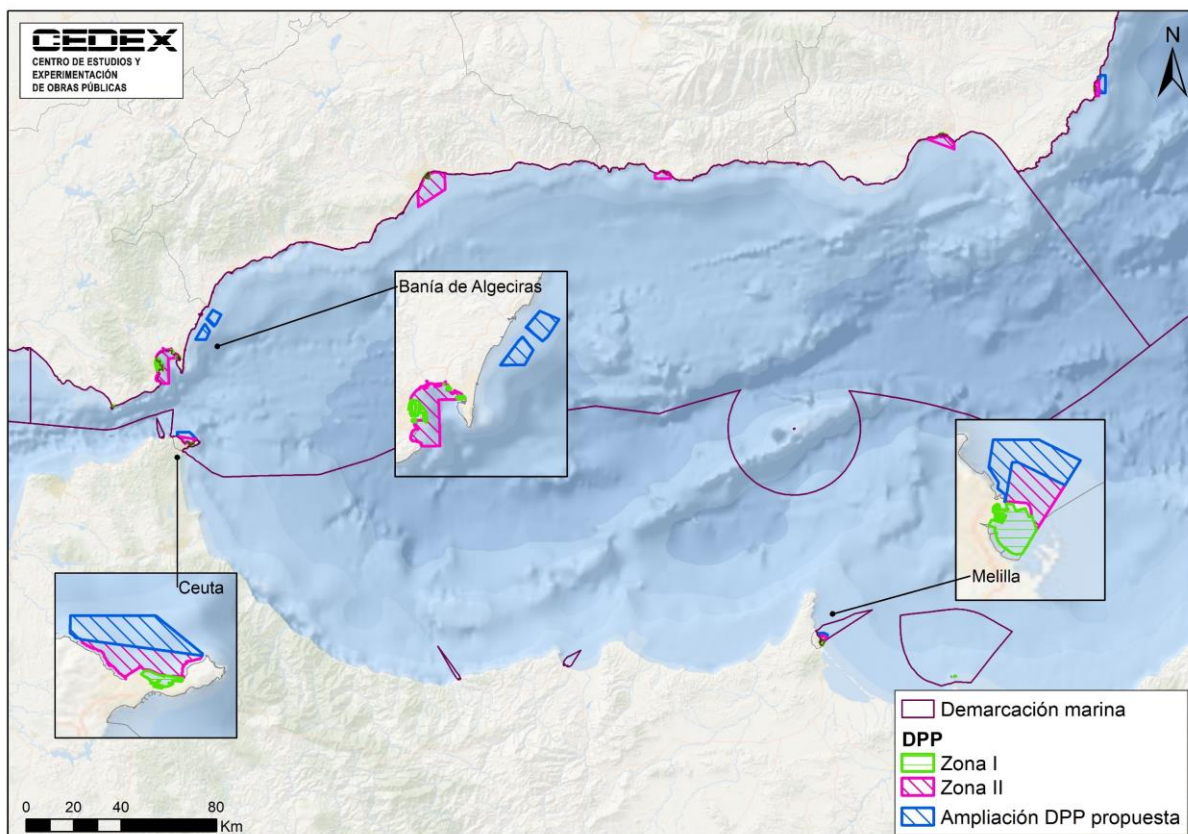 CEDEX
CENTRO DE ESTUDIOS Y
EXPERIMENTACIÓN
DE OBRAS PÚBLICAS
N
Banía de Algeciras
Ceuta
Melilla
Demarcación marina
DPP
Zona I
Zona II
Ampliación DPP propuesta
0 20 40 80
Km